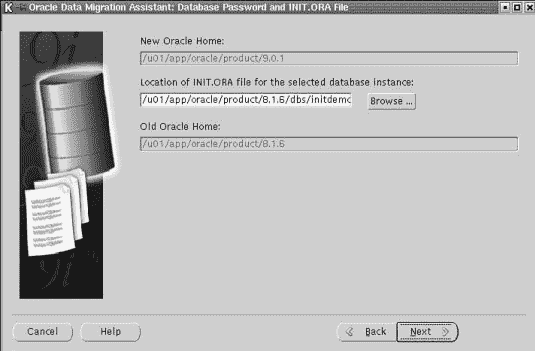 Oracle Data Migration Assistant: Database Password and INIT.ORA File
New Oracle Home:
/u01/app/oracle/product/9.0.1
Location of INIT.ORA file for the selected database instance:
/u01/app/oracle/product/8.1.6/dbs/initdemo
Browse ...
Old Oracle Home:
/u01/app/oracle/product/8.1.6
Cancel
Help
Back
Next